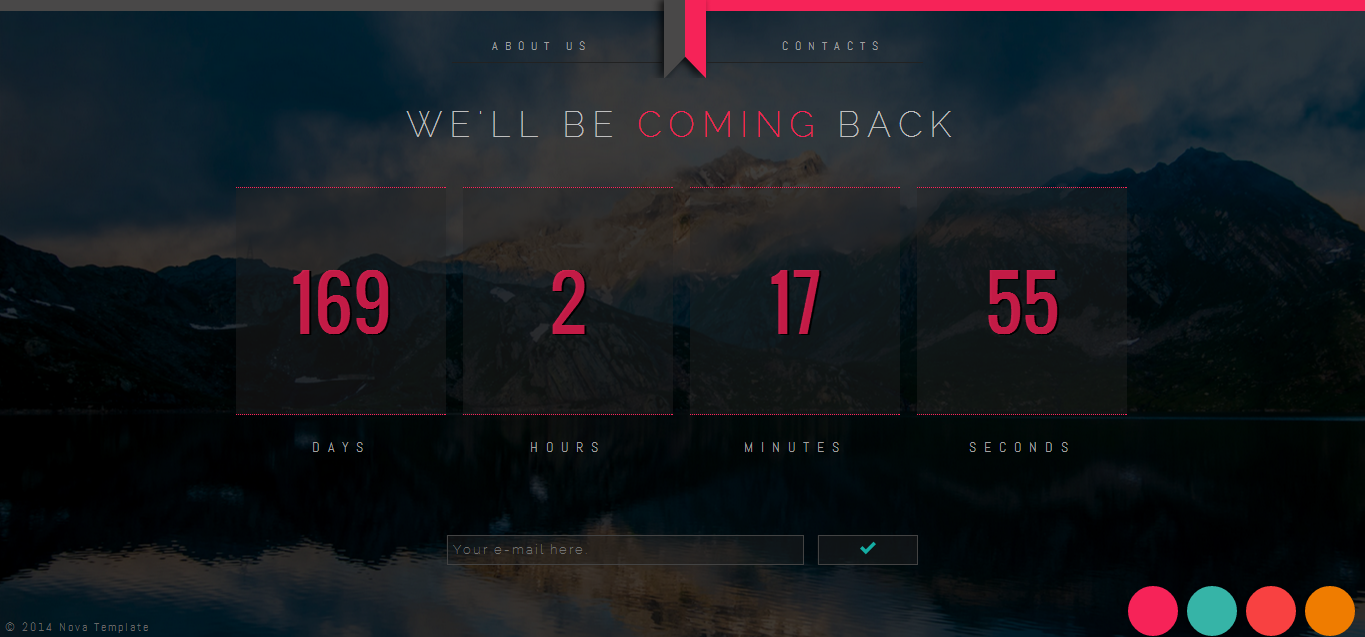 ABOUT US CONTACTS
WE'LL BE COMING BACK
169 2 17 55
DAYS HOURS MINUTES SECONDS
Your e-mail here.
© 2014 Nova Template